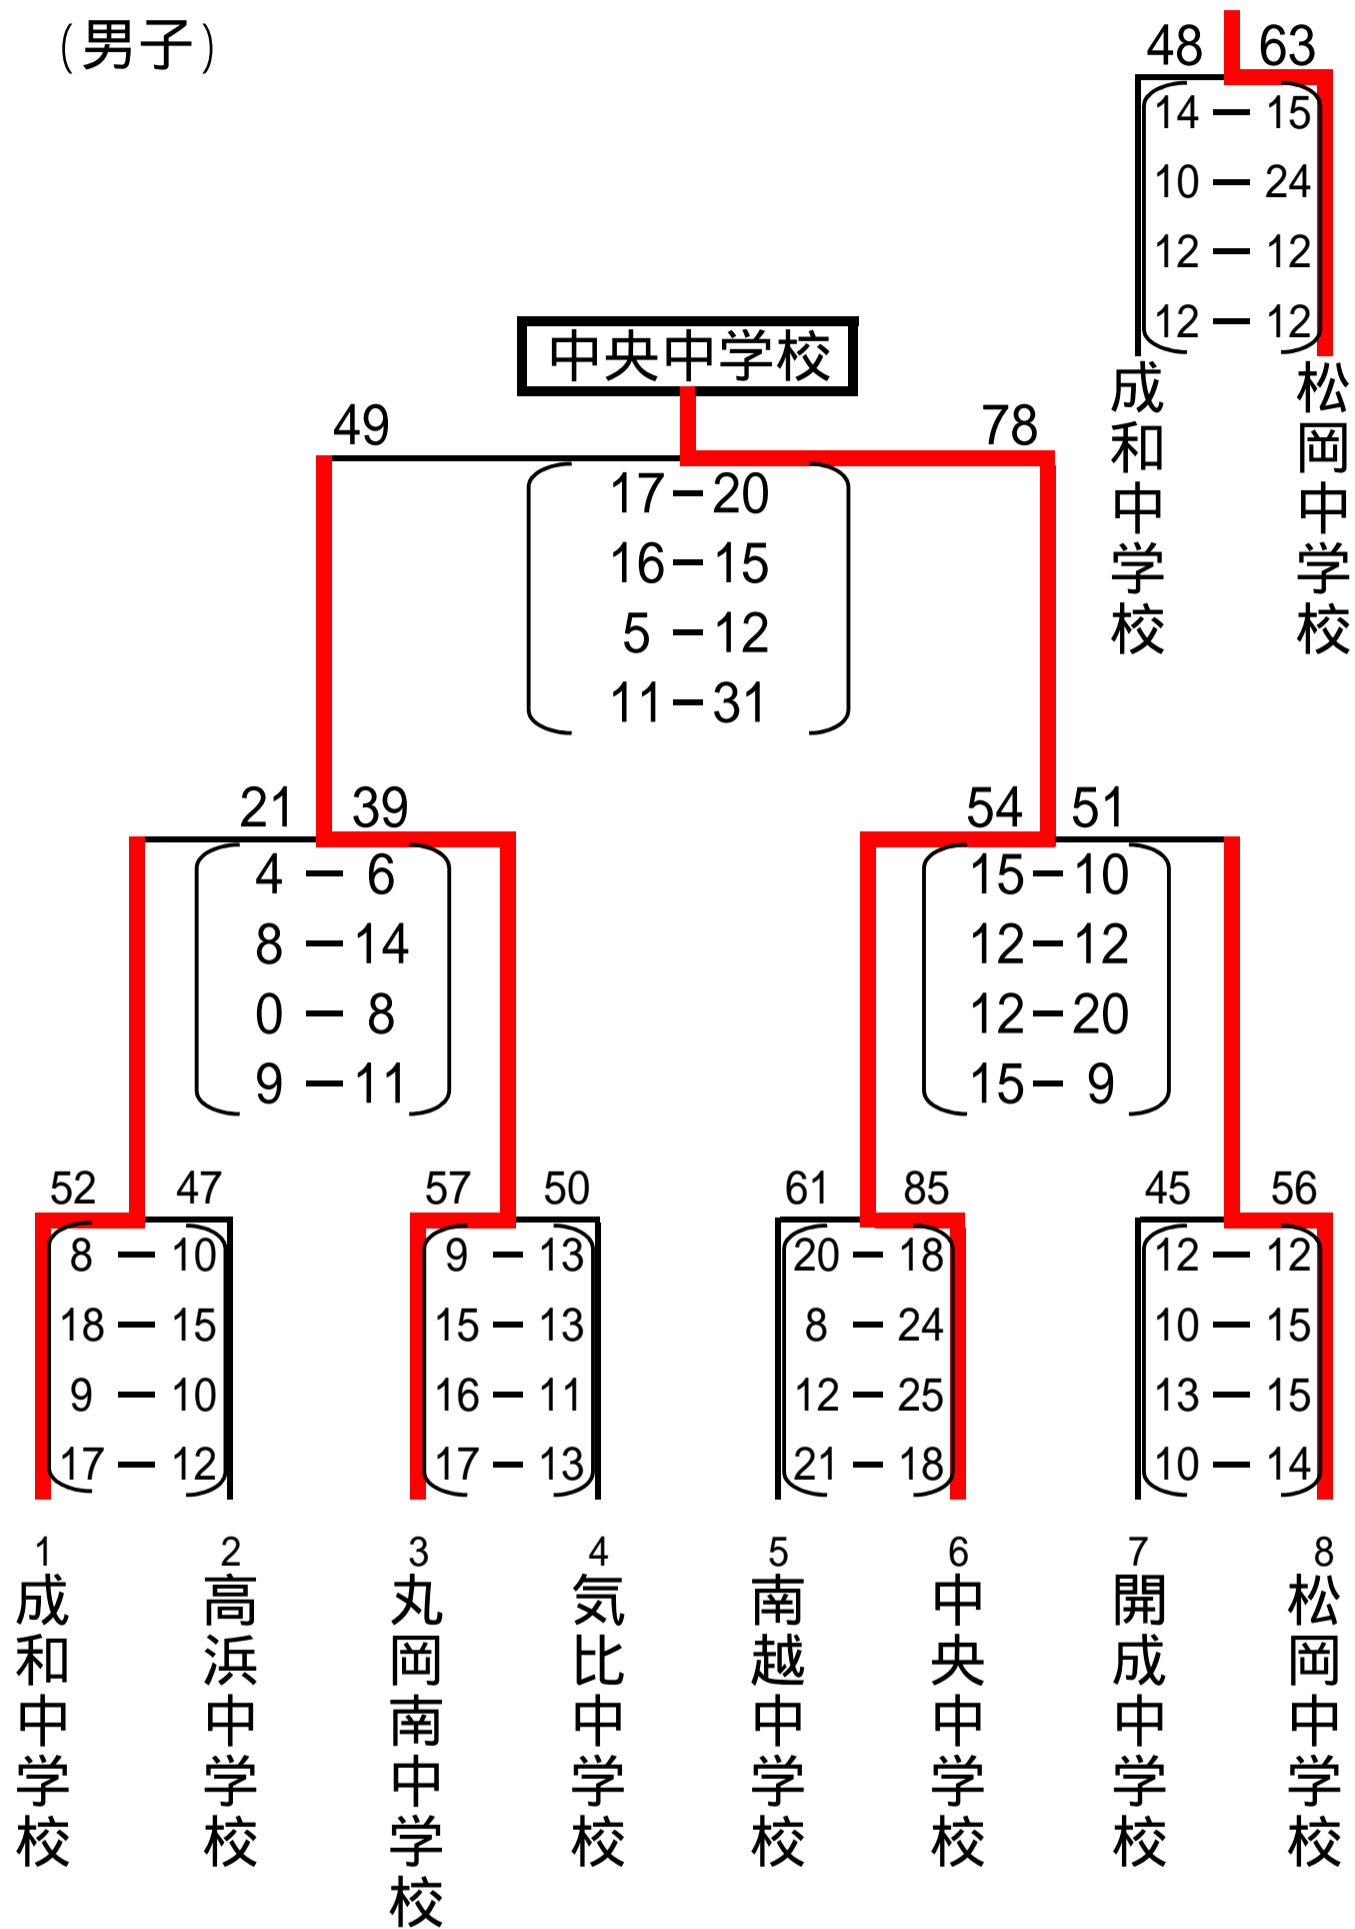 (男子)
48 63
14 － 15
10 － 24
12 － 12
12 － 12
成和中学校
松岡中学校
中央中学校
49 78
17－20
16－15
5－12
11－31
21 39
4 － 6
8 － 14
0 － 8
9 － 11
54 51
15－10
12－12
12－20
15－9
52 47
8 － 10
18 － 15
9 － 10
17 － 12
57 50
9 － 13
15 － 13
16 － 11
17 － 13
61 85
20 － 18
8 － 24
12 － 25
21 － 18
45 56
12 － 12
10 － 15
13 － 15
10 － 14
1 成和中学校
2 高浜中学校
3 丸岡南中学校
4 気比中学校
5 南越中学校
6 中央中学校
7 開成中学校
8 松岡中学校